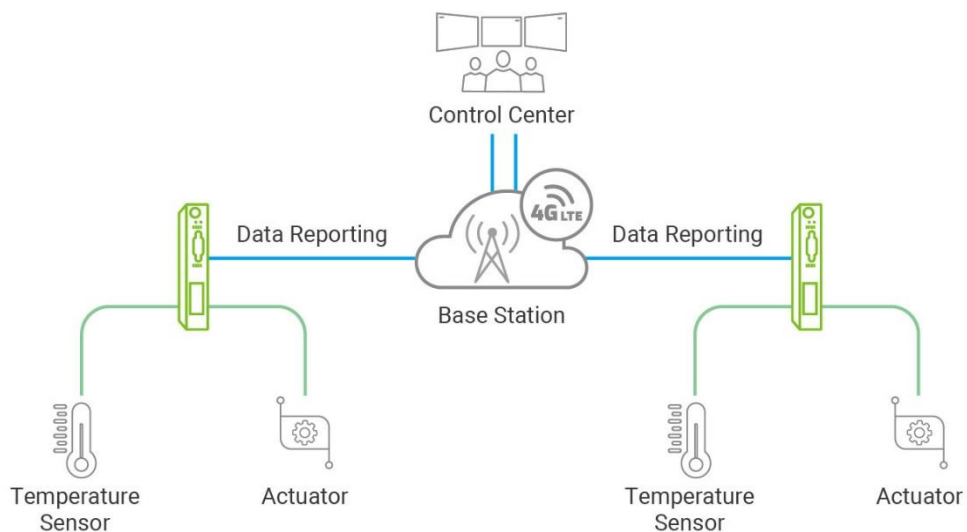 Control Center
4G LTE
Data Reporting
Data Reporting
Base Station
Temperature
Sensor
Actuator
Temperature
Sensor
Actuator